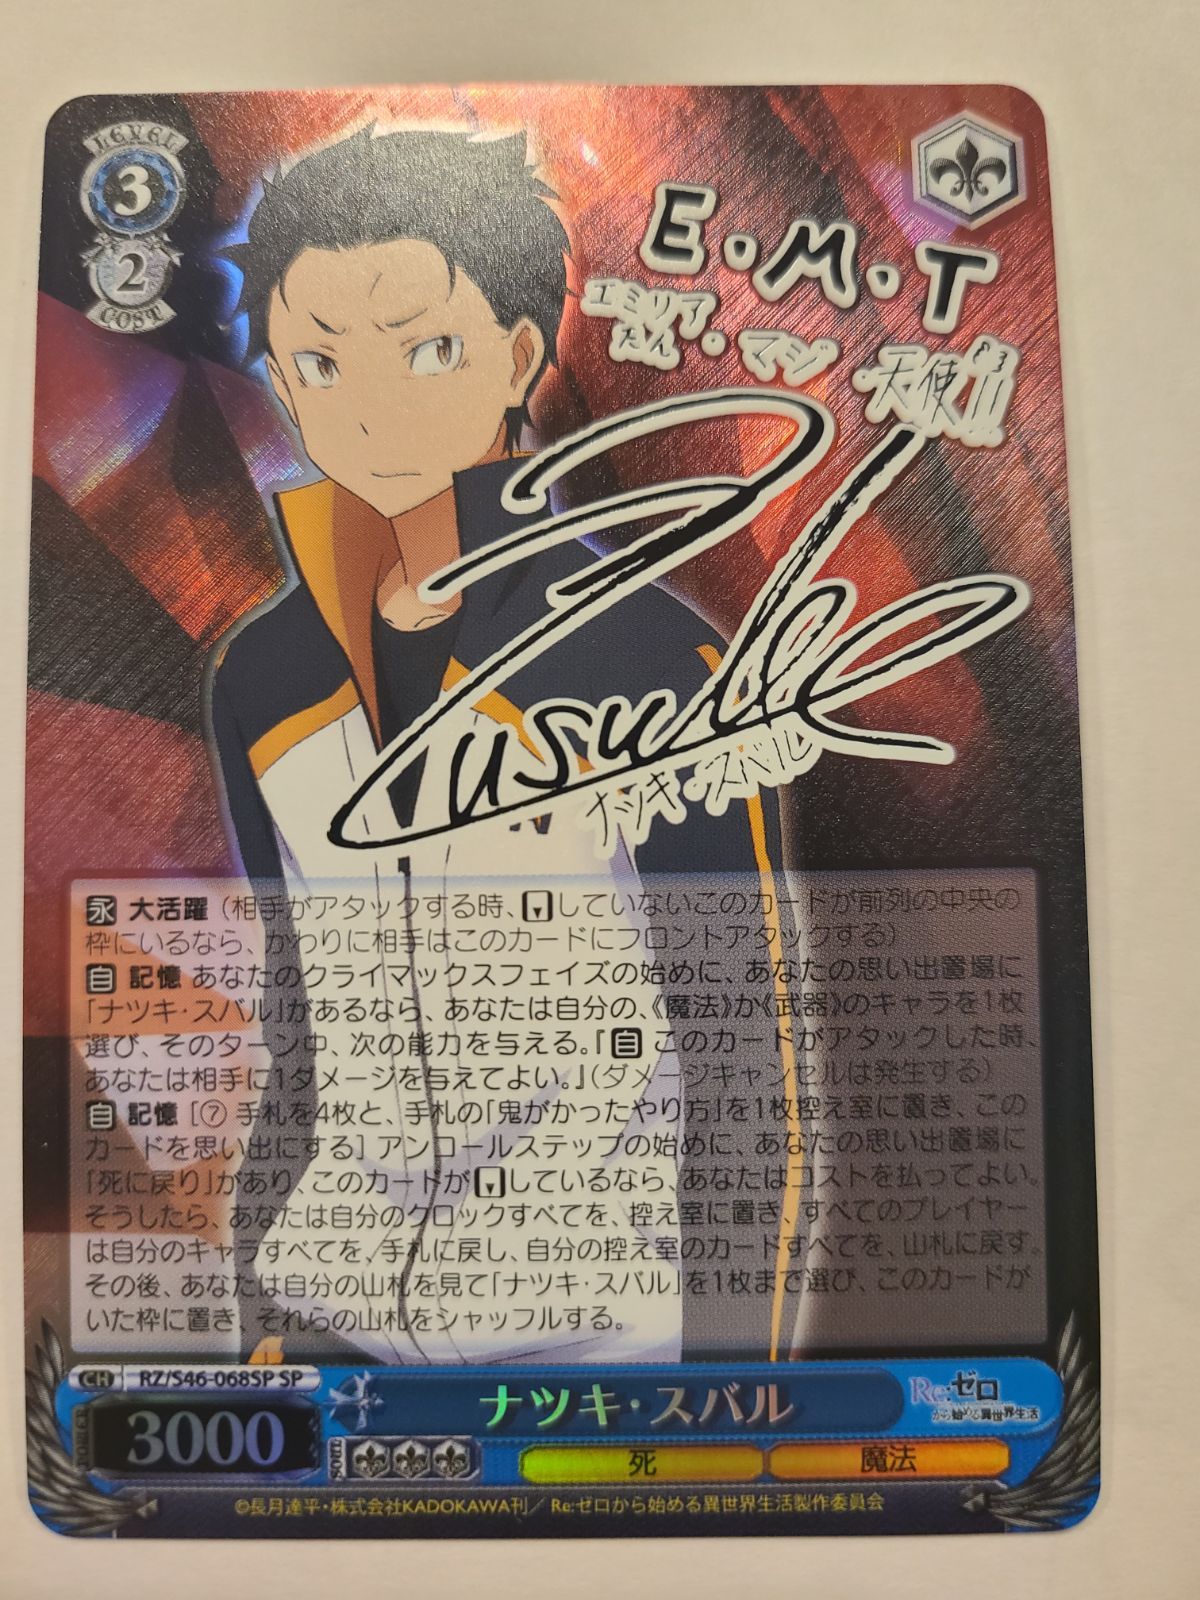 LEVEL
3
2
COST
E・M・T
エミリア
たん・マジ 天使!!
Yusuke
ナツキ・スバル
永 大活躍 (相手がアタックする時、していないこのカードが前列の中央の
枠にいるなら、かわりに相手はこのカードにフロントアタックする)
自 記憶 あなたのクライマックスフェイズの始めに、あなたの思い出置場に
「ナツキ・スバル」があるなら、あなたは自分の、《魔法》か《武器》のキャラを1枚
選び、そのターン中、次の能力を与える。『自 このカードがアタックした時、
あなたは相手に1ダメージを与えてよい。』(ダメージキャンセルは発生する)
自 記憶 [⑦ 手札を4枚と、手札の「鬼がかったやり方」を1枚控え室に置き、この
カードを思い出にする] アンコールステップの始めに、あなたの思い出置場に
「死に戻り」があり、このカードがしているなら、あなたはコストを払ってよい。
そうしたら、あなたは自分のクロックすべてを、控え室に置き、すべてのプレイヤー
は自分のキャラすべてを、手札に戻し、自分の控え室のカードすべてを、山札に戻す。
その後、あなたは自分の山札を見て「ナツキ・スバル」を1枚まで選び、このカードが
いた枠に置き、それらの山札をシャッフルする。
CH RZ/S46-068SP SP
POWER 3000
SOUL
ナツキ・スバル
Re:ゼロ
から始める異世界生活
死 魔法
©長月達平・株式会社KADOKAWA刊／Re:ゼロから始める異世界生活製作委員会